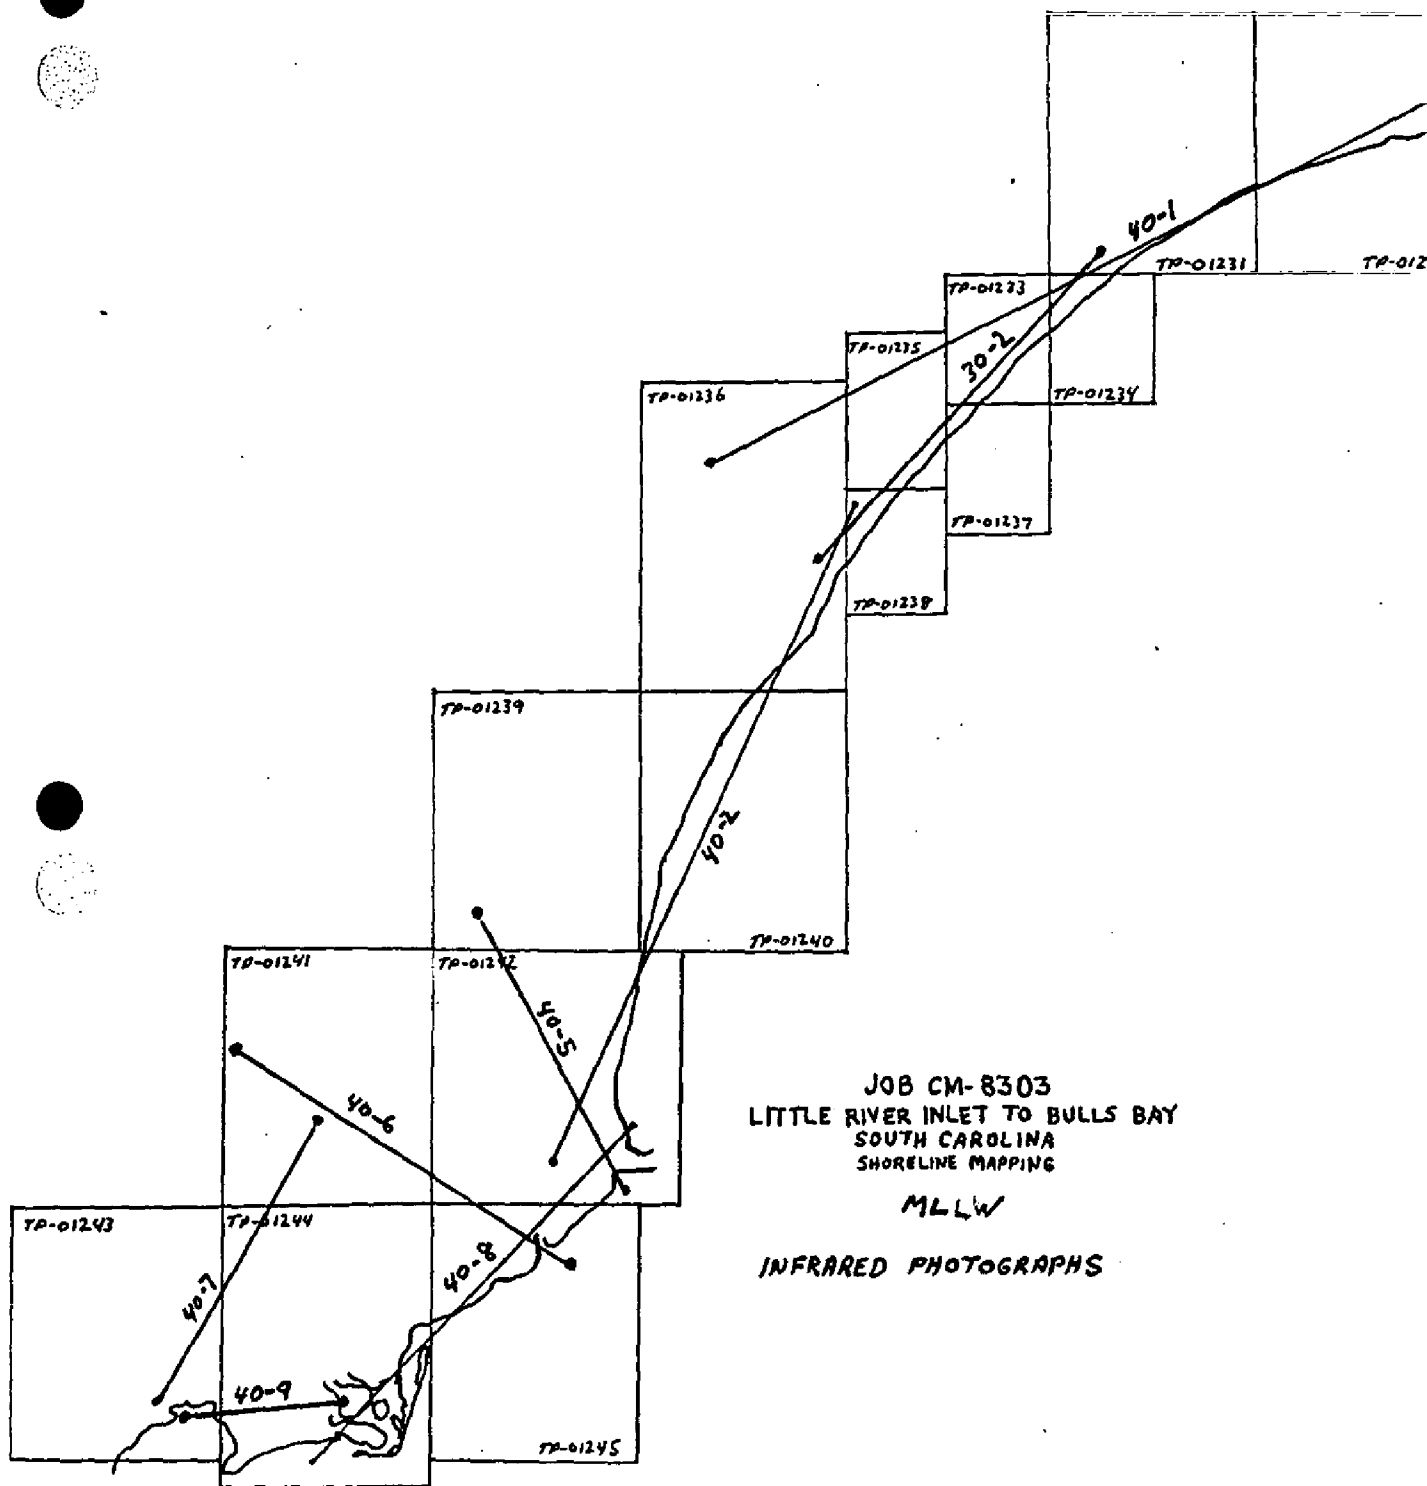 40-1
TP-01231
TP-012
TP-01233
TP-01235
30-2
TP-01236
TP-01234
TP-01237
TP-01238
TP-01239
40-2
TP-01240
TP-01241
TP-01242
40-5
JOB CM-8303
40-6
LITTLE RIVER INLET TO BULLS BAY
SOUTH CAROLINA
SHORELINE MAPPING
MLLW
TP-01243
TP-01244
40-8
INFRARED PHOTOGRAPHS
40-7
40-9
TP-01245